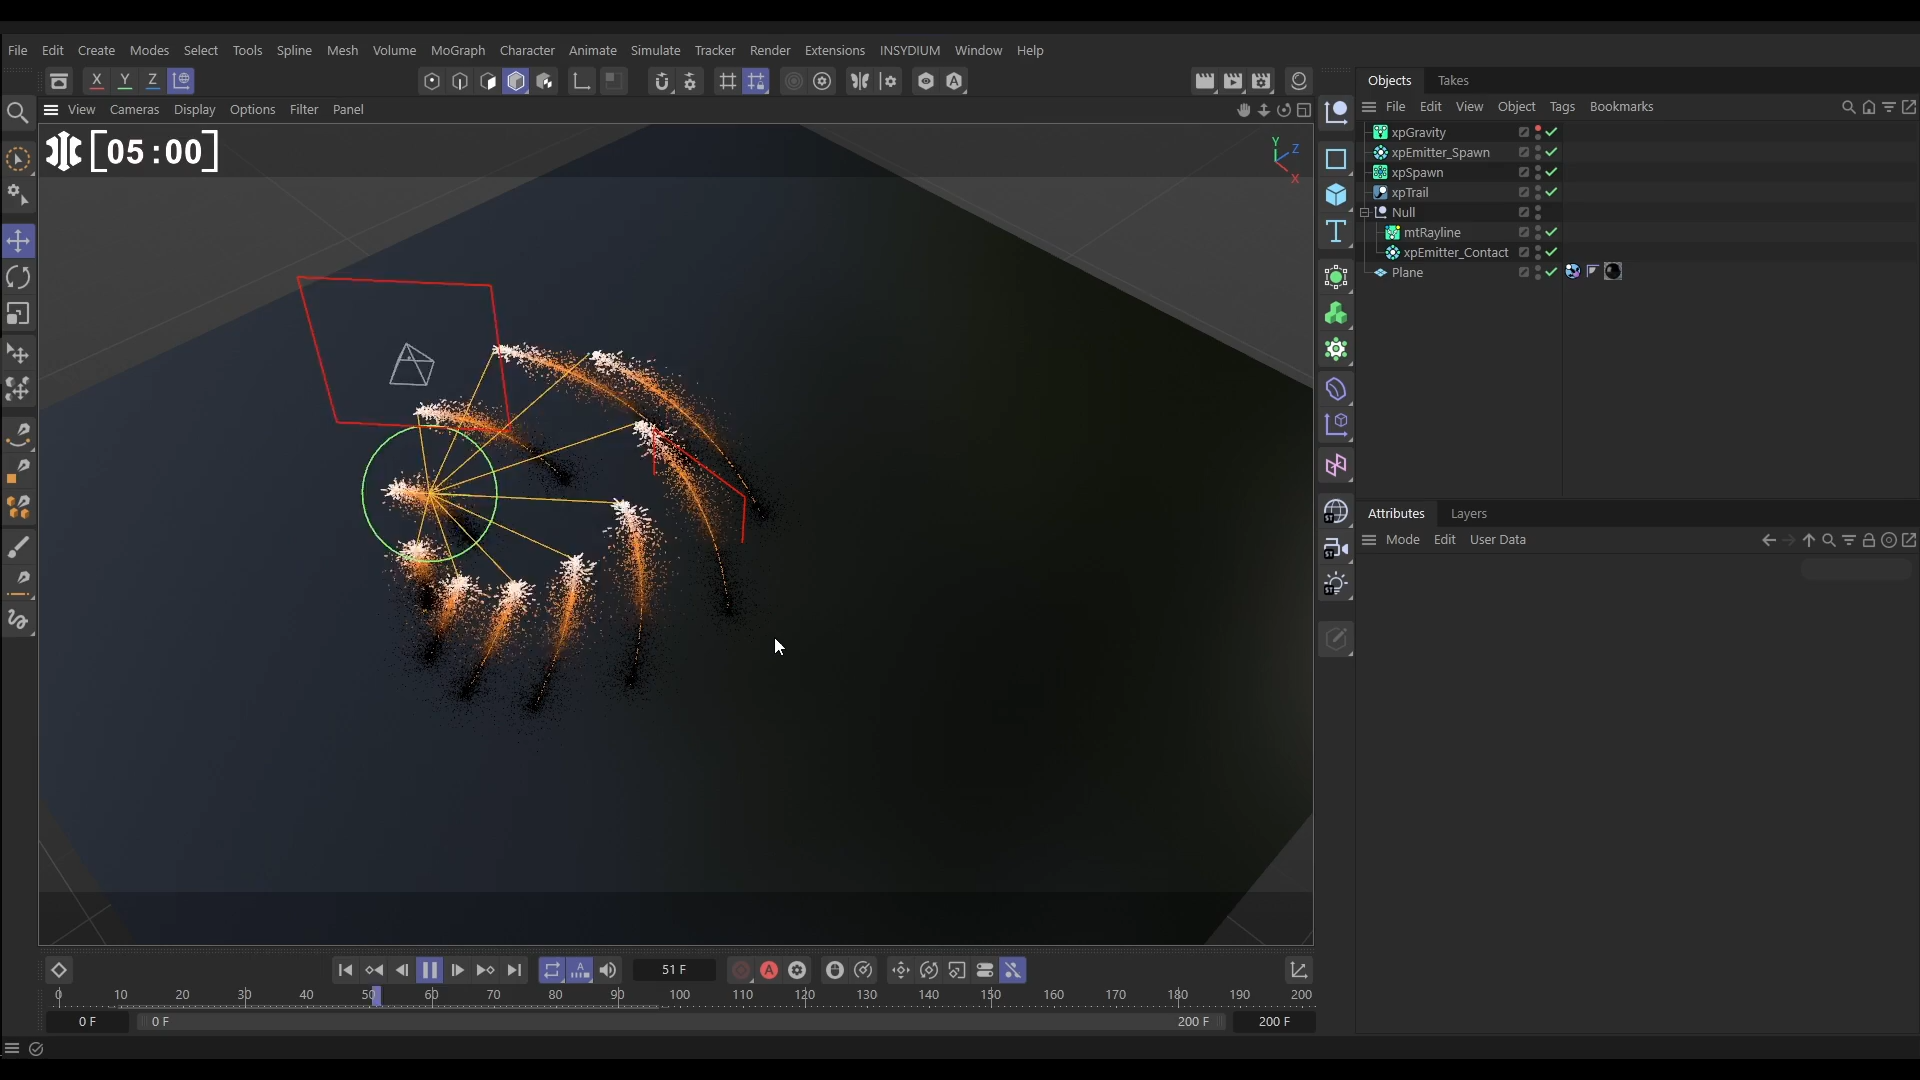 File Edit Create Modes Select Tools Spline Mesh Volume MoGraph Character Animate Simulate Tracker Render Extensions INSYDIUM Window Help
X Y Z
View Cameras Display Options Filter Panel
[05:00]
Y
Z
X
Objects Takes
File Edit View Object Tags Bookmarks
xpGravity
xpEmitter_Spawn
xpSpawn
xpTrail
Null
mtRayline
xpEmitter_Contact
Plane
Attributes Layers
Mode Edit User Data
51 F
0 10 20 30 40 50 60 70 80 90 100 110 120 130 140 150 160 170 180 190 200
0 F 0 F 200 F 200 F